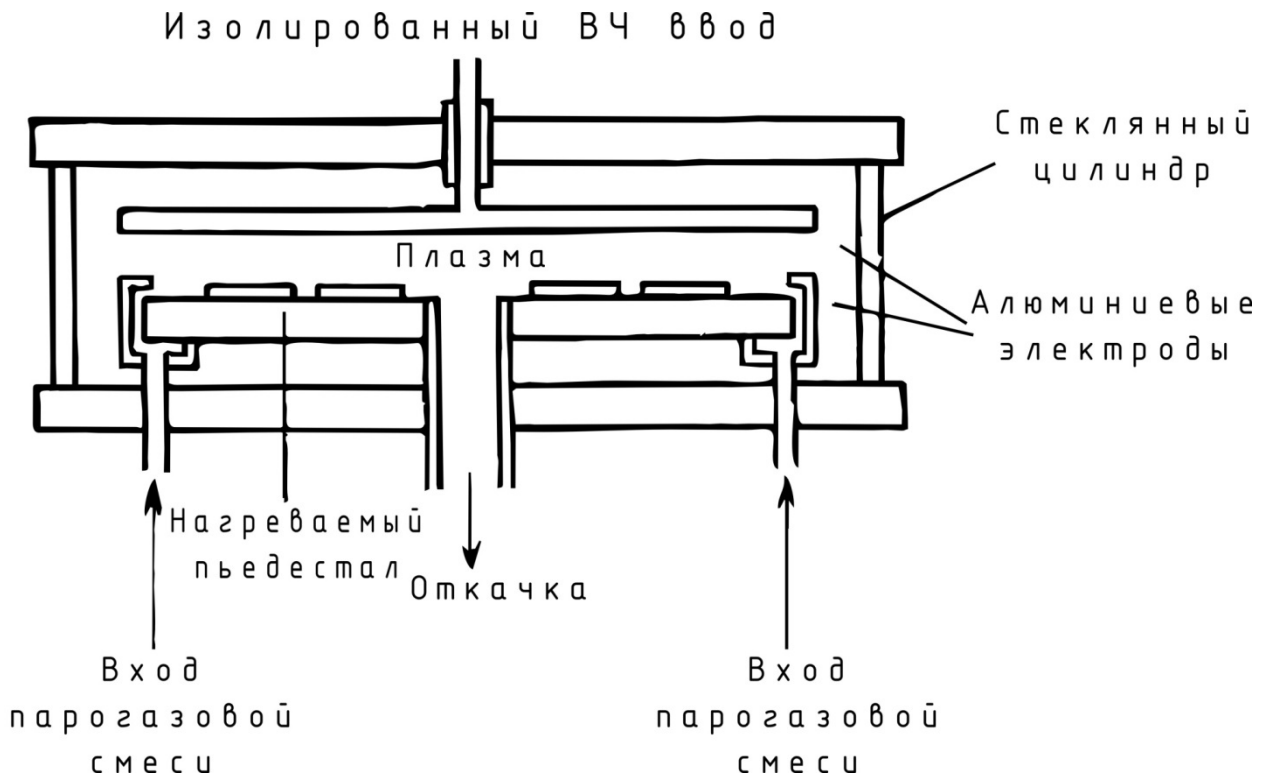 Изолированный ВЧ ввод
Стеклянный
цилиндр
Плазма
Алюминиевые
электроды
Нагреваемый
пьедестал
Откачка
Вход
парогазовой
смеси
Вход
парогазовой
смеси